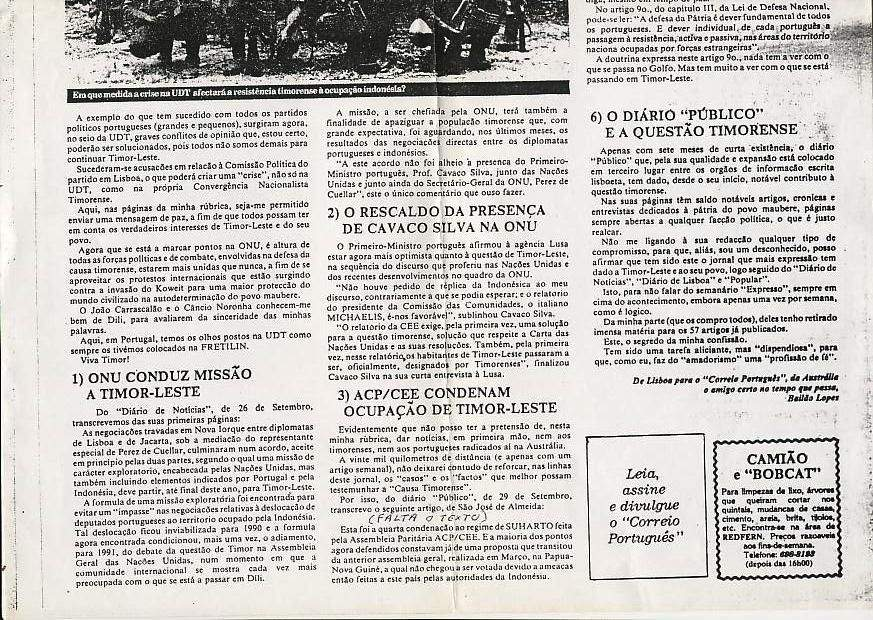 Em que medida a crise na UDT afectará a resistência timorense à ocupação indonésia?
A exemplo do que tem sucedido com todos os partidos
políticos portugueses (grandes e pequenos), surgiram agora,
no seio da UDT, graves conflitos de opinião que, estou certo,
poderão ser solucionados, pois todos não somos demais para
continuar Timor-Leste.
Sucederam-se acusações em relacão à Comissão Política do
partido em Lisboa, o que poderá criar uma "crise", não só na
UDT, como na própria Convergência Nacionalista
Timorense.
Aqui, nas páginas da minha rúbrica, seja-me permitido
enviar uma mensagem de paz, a fim de que todos possam ter
em conta os verdadeiros interesses de Timor-Leste e do seu
povo.
Agora que se está a marcar pontos na ONU, é altura de
todas as forças políticas e de combate, envolvidas na defesa da
causa timorense, estarem mais unidas que nunca, a fim de se
aproveitar os protestos internacionais que estão surgindo
contra a invasão do Koweit para uma maior protecção do
mundo civilizado na autodeterminação do povo maubere.
O João Carrascalão e o Câncio Noronha conhecem-me
bem de Dili, para avaliarem da sinceridade das minhas
palavras.
Aqui, em Portugal, temos os olhos postos na UDT como
sempre os tivémos colocados na FRETILIN.
Viva Timor!
1) ONU CONDUZ MISSÃO
A TIMOR-LESTE
Do "Diário de Notícias", de 26 de Setembro,
transcrevemos das suas primeiras páginas:
As negociações travadas em Nova Iorque entre diplomatas
de Lisboa e de Jacarta, sob a mediação do representante
especial de Perez de Cuellar, culminaram num acordo, aceite
em princípio pelas duas partes, segundo o qual uma missão de
carácter exploratorio, encabeçada pelas Nações Unidas, mas
também incluindo elementos indicados por Portugal e pela
Indonésia, deve partir, até final deste ano, para Timor-Leste.
A formula de uma missão exploratória foi encontrada para
evitar um "impasse" nas negociações relativas à deslocação de
deputados portugueses ao territorio ocupado pela Indonésia.
Tal deslocação ficou inviabilizada para 1990 e a formula
agora encontrada condicionou, mais uma vez, o adiamento,
para 1991, do debate da questão de Timor na Assembleia
Geral das Nações Unidas, num momento em que a
comunidade internacional se mostra cada vez mais
preocupada com o que se está a passar em Dili.
A missão, a ser chefiada pela ONU, terá também a
finalidade de apaziguar a população timorense que, com
grande expectativa, foi aguardando, nos últimos meses, os
resultados das negociações directas entre os diplomatas
portugueses e indonésios.
"A este acordo não foi alheio a presença do Primeiro-
Ministro português, Prof. Cavaco Silva, junto das Nações
Unidas e junto ainda do Secretário-Geral da ONU, Perez de
Cuellar", este o único comentário que ouso fazer.
2) O RESCALDO DA PRESENÇA
DE CAVACO SILVA NA ONU
O Primeiro-Ministro português afirmou à agência Lusa
estar agora mais optimista quanto à questão de Timor-Leste,
na sequência do discurso que proferiu nas Nações Unidas e
dos recentes desenvolvimentos no quadro da ONU.
"Não houve pedido de réplica da Indonésica ao meu
discurso, contrariamente a que se podia esperar; e o relatorio
do presidente da Comissão das Comunidades, o italiano
MICHAELIS, é-nos favorável", sublinhou Cavaco Silva.
"O relatorio da CEE exige, pela primeira vez, uma solução
para a questão timorense, solução que respeite a Carta das
Nações Unidas e as suas resoluções. Também, pela primeira
vez, nesse relatório, os habitantes de Timor-Leste passaram a
ser, oficialmente, designados por Timorenses", finalizou
Cavaco Silva na sua curta entrevista à Lusa.
3) ACP/CEE CONDENAM
OCUPAÇÃO DE TIMOR-LESTE
Evidentemente que não posso ter a pretensão de, nesta
minha rúbrica, dar notícias, em primeira mão, nem aos
timorenses, nem aos portugueses radicados aí na Austrália.
A vinte mil quilometros de distância (e apenas com um
artigo semanal), não deixarei contudo de reforcar, nas linhas
deste jornal, os "casos" e os "factos" que melhor possam
testemunhar a "Causa Timorense".
Por isso, do diário "Público", de 29 de Setembro,
transcrevo o seguinte artigo, de São José de Almeida:
(FALTA O TEXTO)
Esta foi a quarta condenação ao regime de SUHARTO feita
pela Assembleia Paritária ACP/CEE. E a maioria dos pontos
agora defendidos constavam já de uma proposta que transitou
da anterior assembleia geral, realizada em Março, na Papua-
Nova Guiné, a qual não chegou a ser votada devido a ameacas
então feitas a este país pelas autoridades da Indonésia.
No artigo 9o., do capítulo III, da Lei de Defesa Nacional,
pode-se ler: "A defesa da Pátria é dever fundamental de todos
os portugueses. E dever individual de cada português a
passagem à resistência, activa e passiva, nas áreas do território
naciona ocupadas por forças estrangeiras".
A doutrina expressa neste artigo 9o., nada tem a ver com o
que se passa no Golfo. Mas tem muito a ver com o que se está
passando em Timor-Leste.
6) O DIÁRIO "PÚBLICO"
E A QUESTÃO TIMORENSE
Apenas com sete meses de curta existência, o diário
"Público" que, pela sua qualidade e expansão está colocado
em terceiro lugar entre os orgãos de informação escrita
lisboeta, tem dado, desde o seu início, notável contributo à
questão timorense.
Nas suas páginas têm saldo notáveis artigos, cronicas e
entrevistas dedicados à pátria do povo maubere, páginas
sempre abertas a qualquer facção política, o que é justo
realcar.
Não me ligando à sua redacção qualquer tipo de
compromisso, para que, aliás, sou um desconhecido, posso
afirmar que tem sido este o jornal que mais expressão tem
dado a Timor-Leste e ao seu povo, logo seguido do "Diário de
Notícias", "Diário de Lisboa" e "Popular".
Isto, para não falar do semanário "Expresso", sempre em
cima do acontecimento, embora apenas uma vez por semana,
como é logico.
Da minha parte (que os compro todos), deles tenho retirado
imensa matéria para os 57 artigos já publicados.
Este, o segredo da minha confissão.
Tem sido uma tarefa aliciante, mas "dispendiosa", para
que, como eu, faz do "amadorismo" uma "profissão de fé".
De Lisboa para o "Correio Português", da Austrália
o amigo certo no tempo que passa,
Baíldo Lopes
Leia,
assine
e divulgue
o "Correio
Português"
CAMIÃO
e "BOBCAT"
Para limpezas de lixo, árvores
que queiram cortar nos
quintais, mudancas de casas,
cimento, areia, brita, tijolos,
etc. Encontra-se na área de
REDFERN. Preços razoaveis
aos fins-de-semana.
Telefone:
(depois das 16h00)